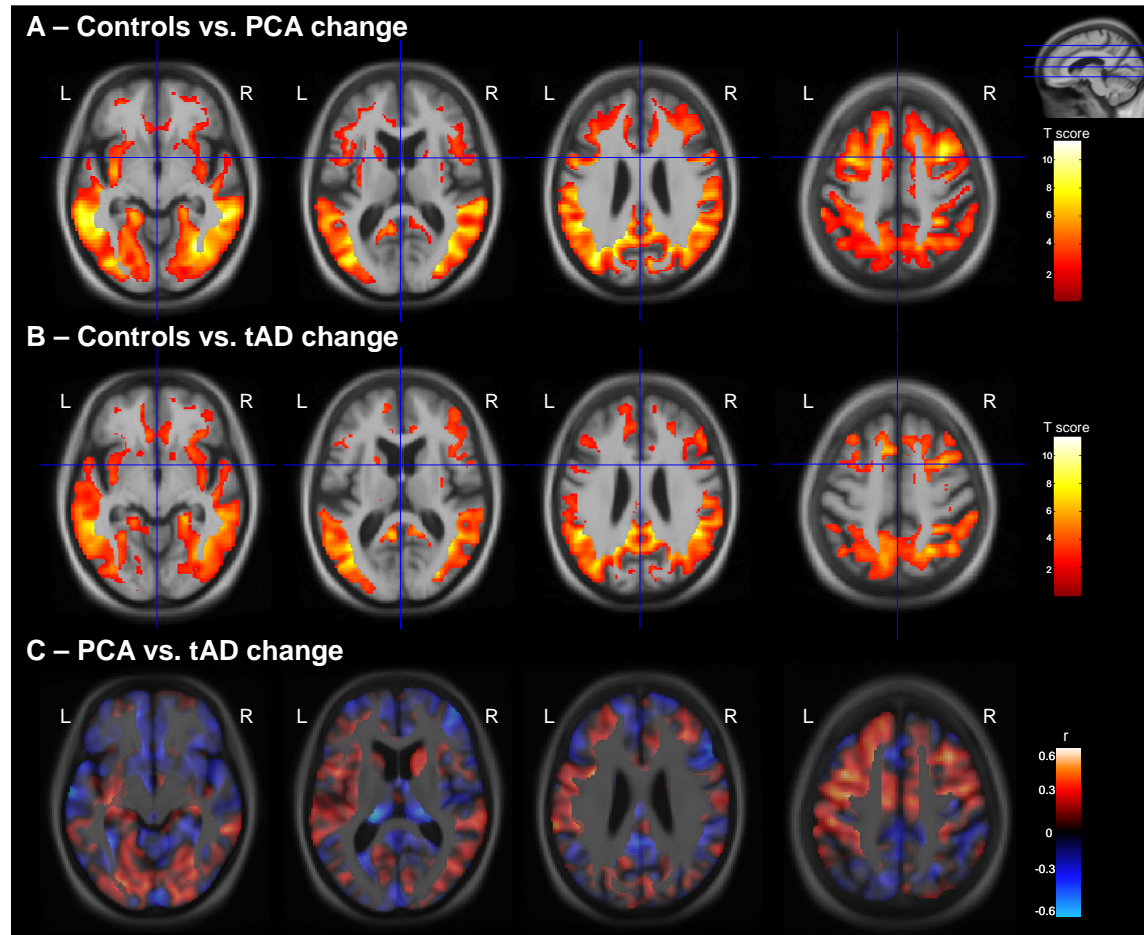 A – Controls vs. PCA change
L R L R L R L R
T score
10
8
6
4
2
B – Controls vs. tAD change
L R L R L R L R
T score
10
8
6
4
2
C – PCA vs. tAD change
L R L R L R L R
r
0.6
0.3
0
-0.3
-0.6